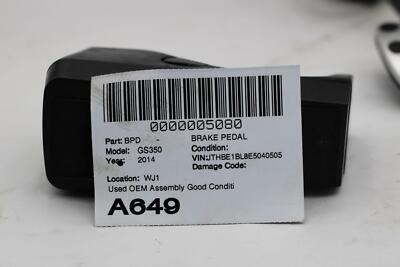 0000005080
Part: BPD - BRAKE PEDAL
Model: GS350 Condition:
Year: 2014 VIN:JTHBE1BL8E5040505
Damage Code:
Location: WJ1
Used OEM Assembly Good Conditi
A649